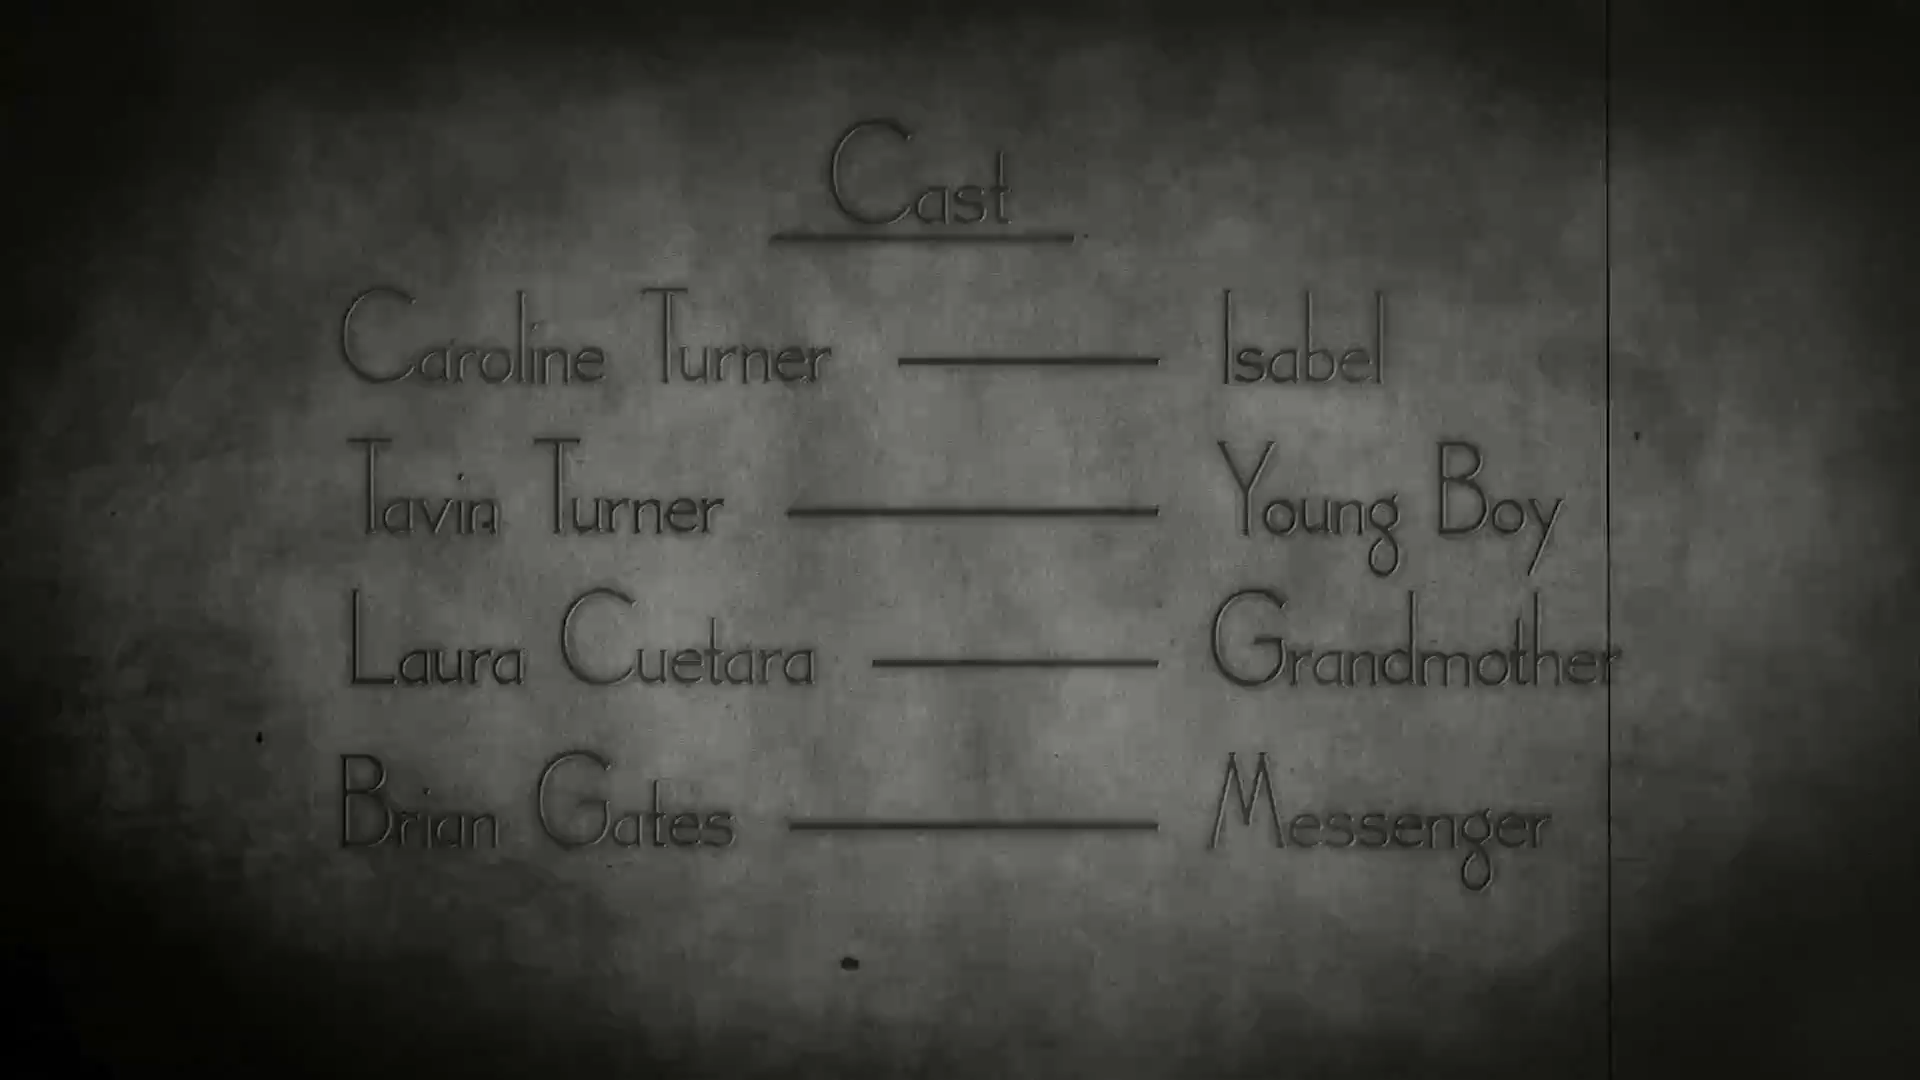 Cast
Caroline Turner — Isabel
Tavin Turner — Young Boy
Laura Cuetara — Grandmother
Brian Gates — Messenger